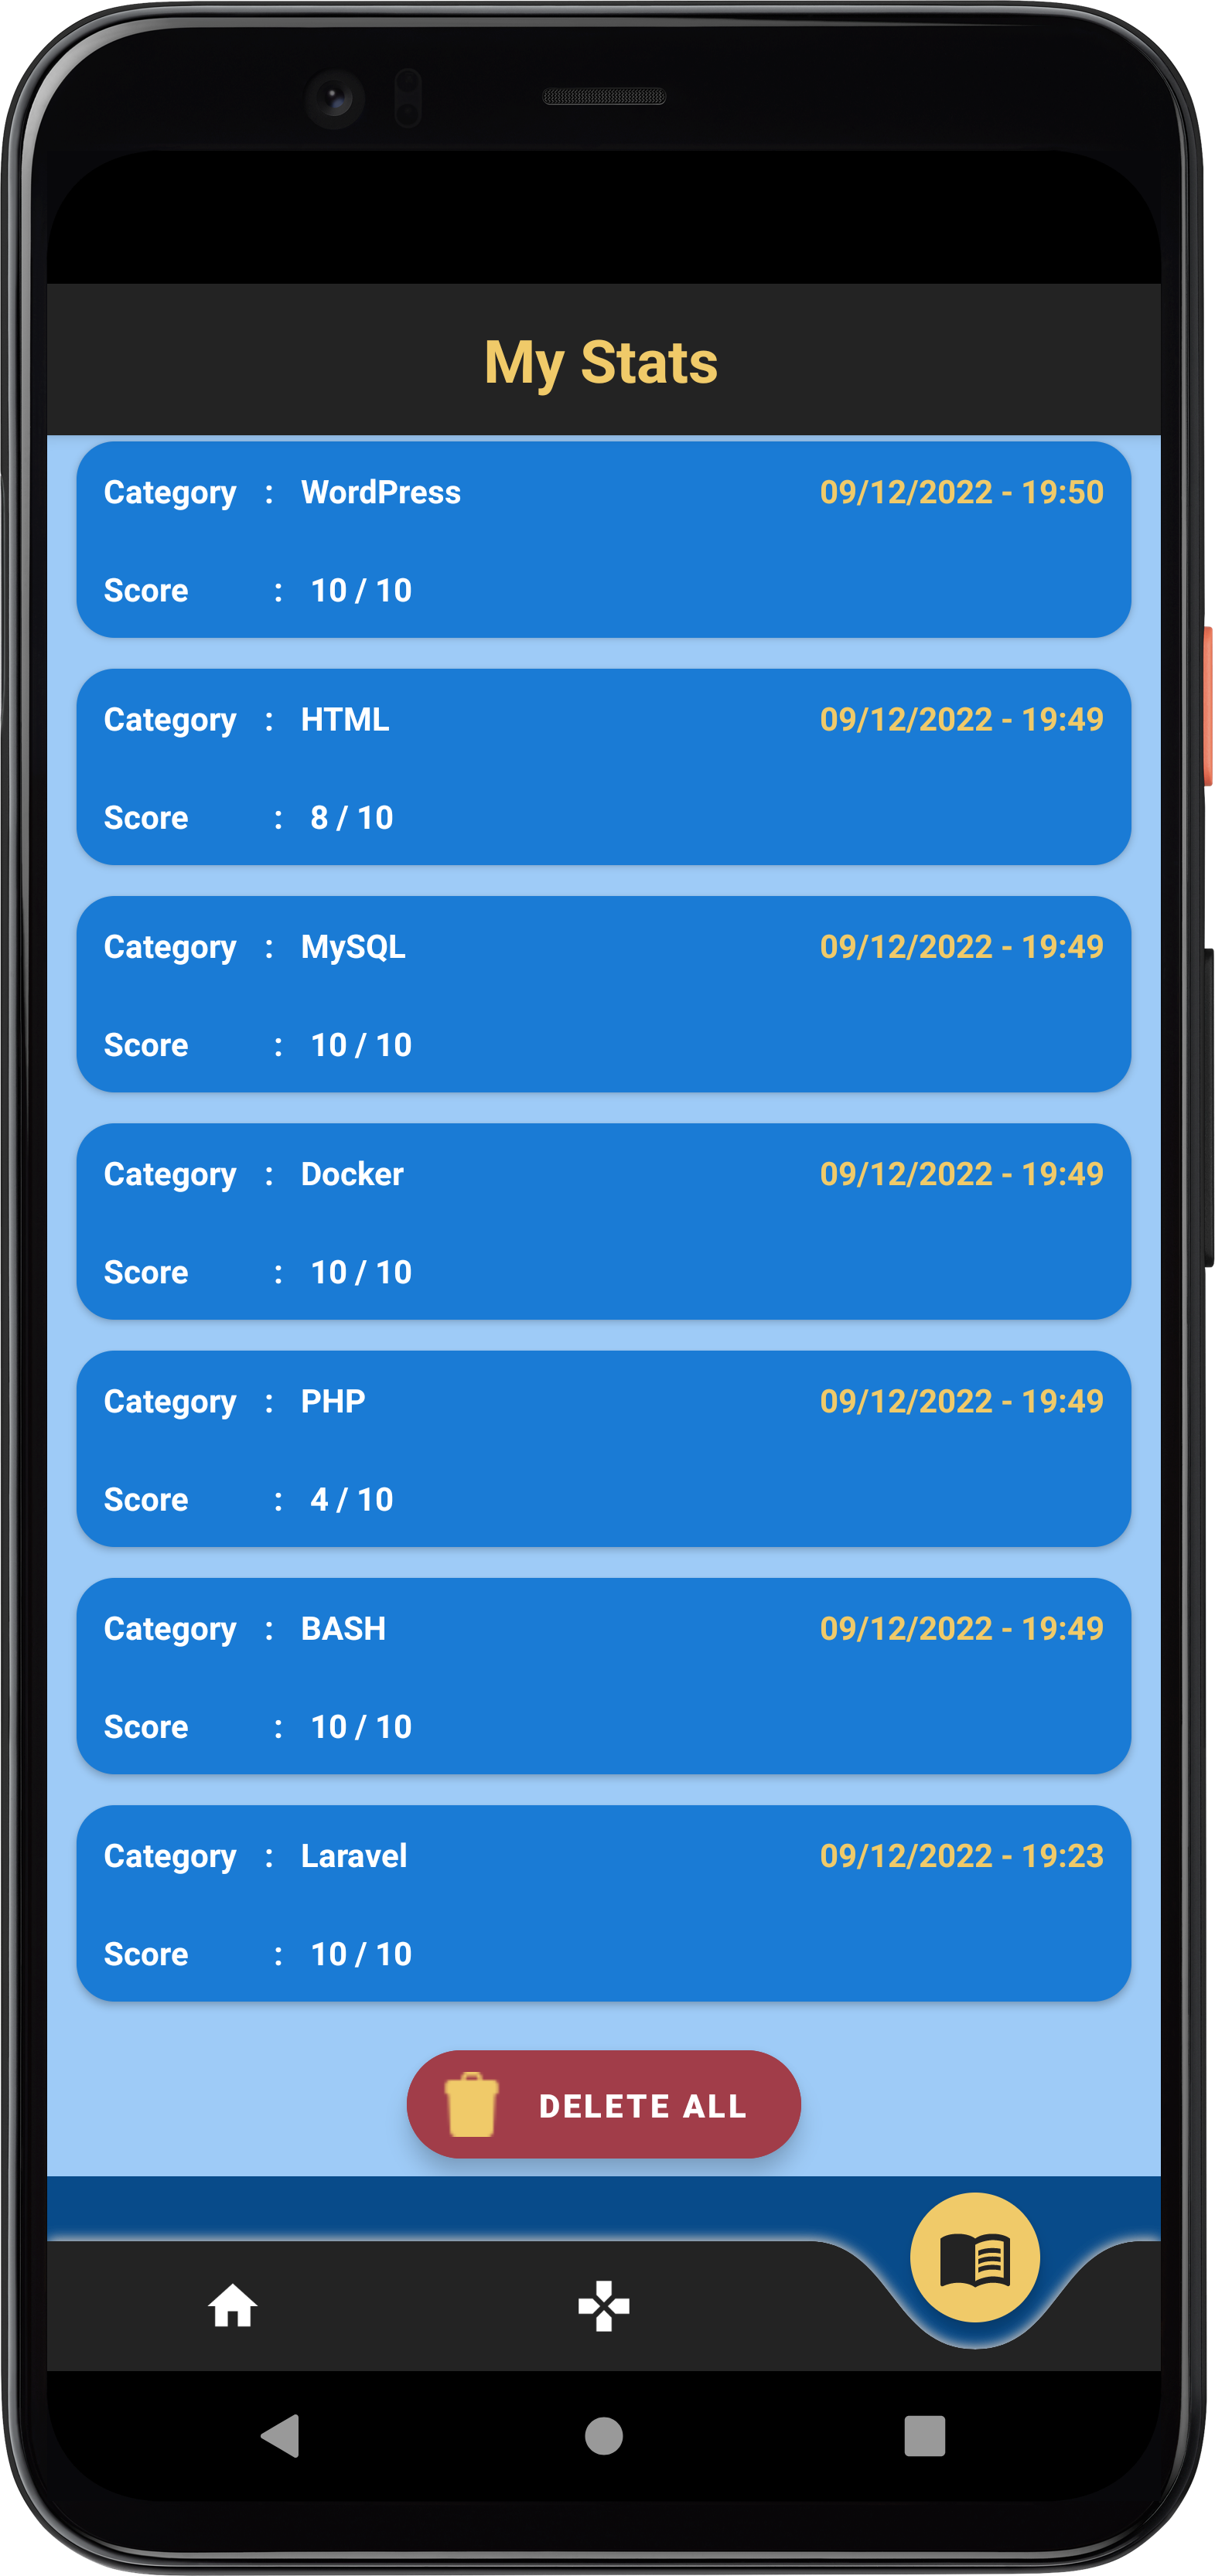 My Stats
Category : WordPress 09/12/2022 - 19:50
Score : 10 / 10
Category : HTML 09/12/2022 - 19:49
Score : 8 / 10
Category : MySQL 09/12/2022 - 19:49
Score : 10 / 10
Category : Docker 09/12/2022 - 19:49
Score : 10 / 10
Category : PHP 09/12/2022 - 19:49
Score : 4 / 10
Category : BASH 09/12/2022 - 19:49
Score : 10 / 10
Category : Laravel 09/12/2022 - 19:23
Score : 10 / 10
DELETE ALL